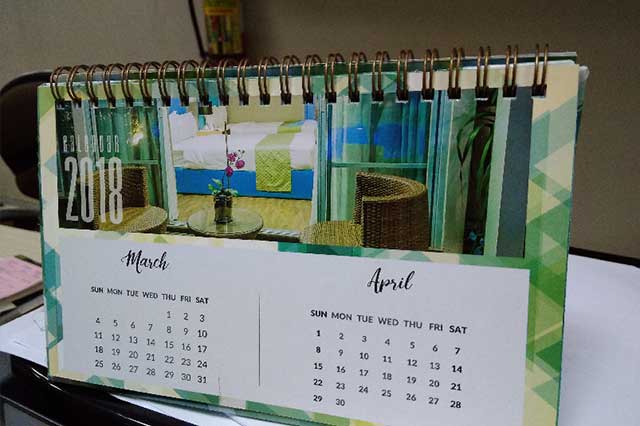 calendar
2018
March
SUN MON TUE WED THU FRI SAT
1 2 3
4 5 6 7 8 9 10
11 12 13 14 15 16 17
18 19 20 21 22 23 24
25 26 27 28 29 30 31
April
SUN MON TUE WED THU FRI SAT
1 2 3 4 5 6 7
8 9 10 11 12 13 14
15 16 17 18 19 20 21
22 23 24 25 26 27 28
29 30